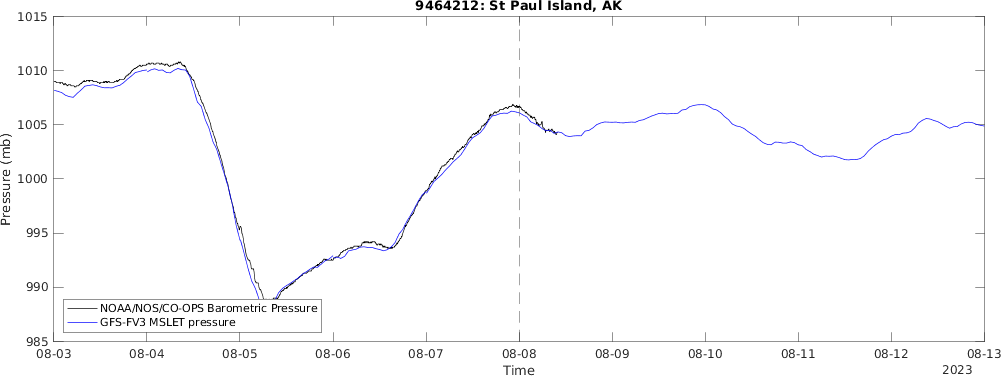 9464212: St Paul Island, AK
1015
1010
1005
1000
995
990
985
Pressure (mb)
NOAA/NOS/CO-OPS Barometric Pressure
GFS-FV3 MSLET pressure
08-03 08-04 08-05 08-06 08-07 08-08 08-09 08-10 08-11 08-12 08-13
Time
2023